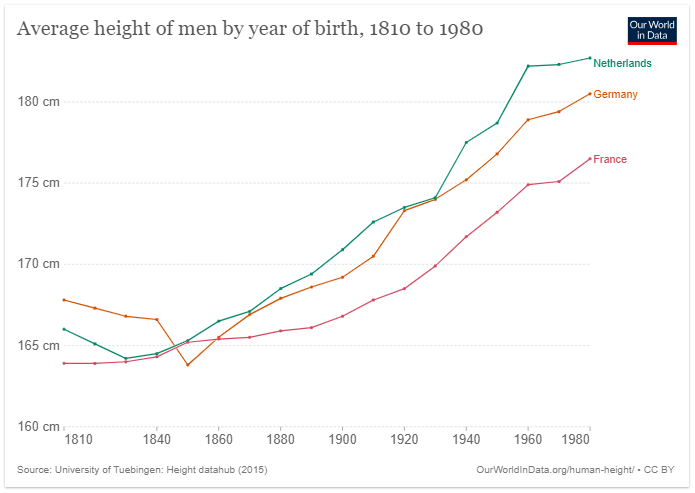 Average height of men by year of birth, 1810 to 1980
Our World
in Data
Netherlands
180 cm
Germany
175 cm
France
170 cm
165 cm
160 cm
1810 1840 1860 1880 1900 1920 1940 1960 1980
Source: University of Tuebingen: Height datahub (2015)
OurWorldInData.org/human-height/ • CC BY